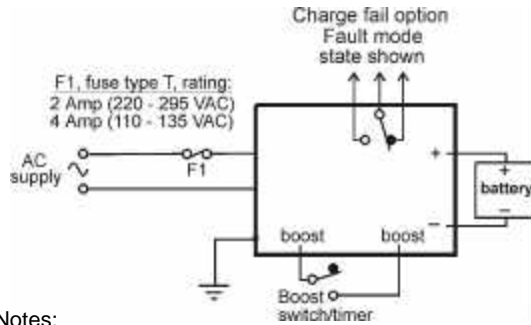 Charge fail option
Fault mode
state shown
F1, fuse type T, rating:
2 Amp (220 - 295 VAC)
4 Amp (110 - 135 VAC)
AC
supply
F1
+
+
battery
−
−
boost
boost
Boost
switch/timer
Notes: